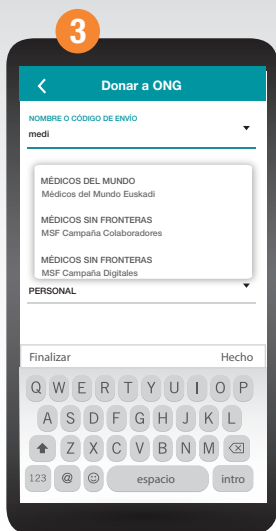 3
Donar a ONG
NOMBRE O CÓDIGO DE ENVÍO
medi
MÉDICOS DEL MUNDO
Médicos del Mundo Euskadi
MÉDICOS SIN FRONTERAS
MSF Campaña Colaboradores
MÉDICOS SIN FRONTERAS
MSF Campaña Digitales
PERSONAL
Finalizar Hecho
Q W E R T Y U I O P
A S D F G H J K L
Z X C V B N M
123 @ espacio intro